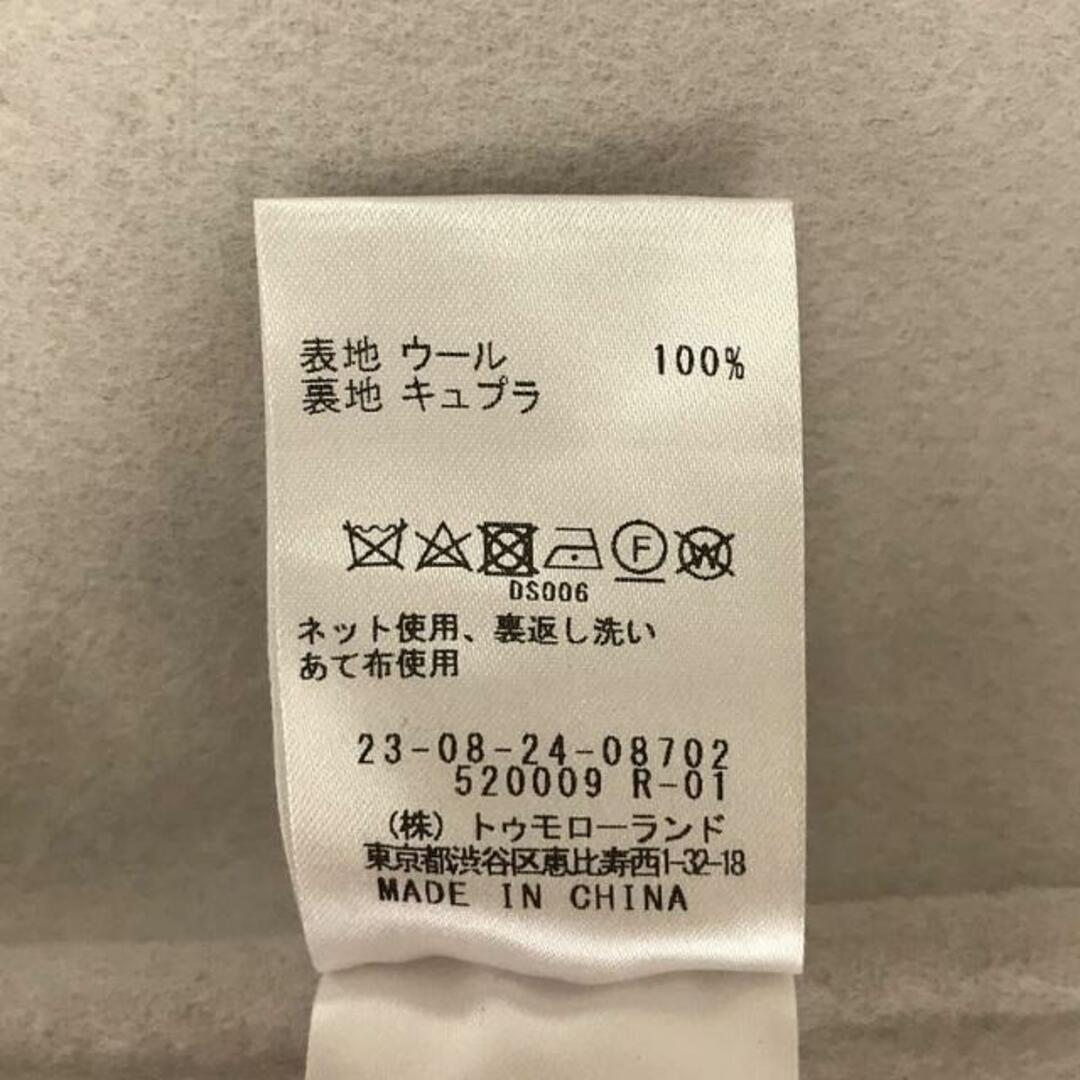 表地 ウール 100%
裏地 キュプラ
F W
DS006
ネット使用、裏返し洗い
あて布使用
23-08-24-08702
520009 R-01
(株) トゥモローランド
東京都渋谷区恵比寿西1-32-18
MADE IN CHINA